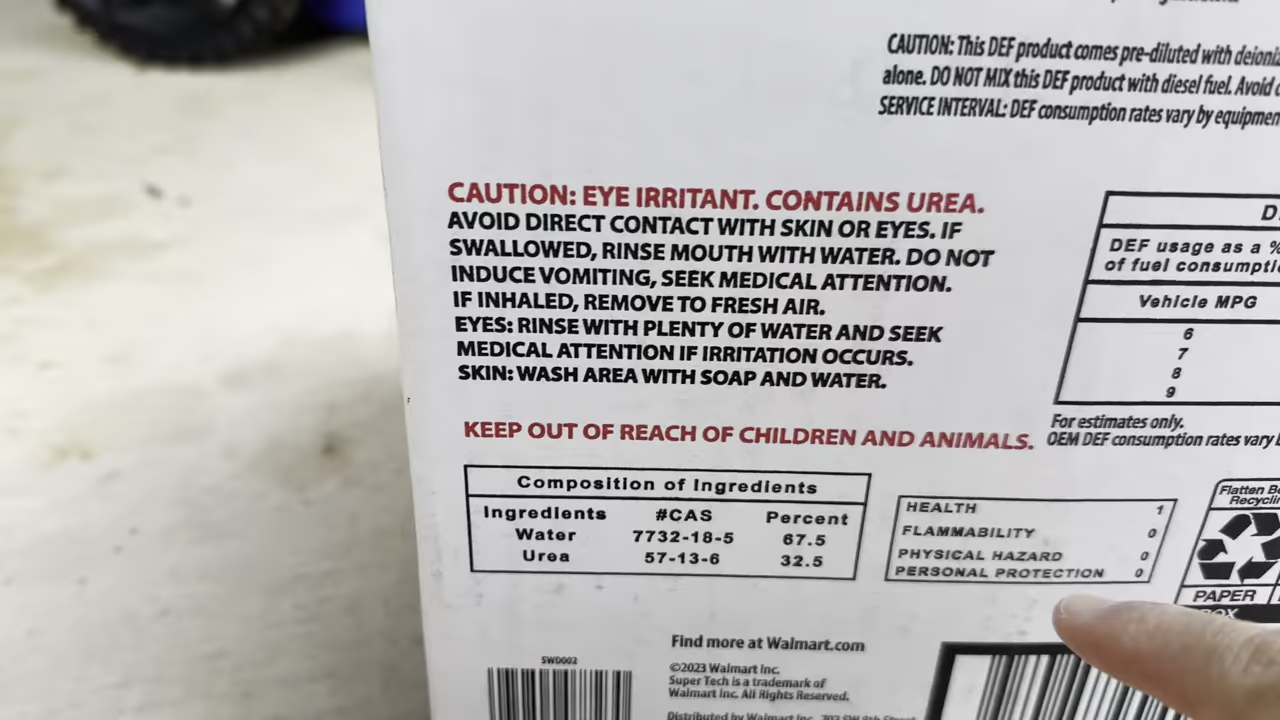 CAUTION: This DEF product comes pre-diluted with
alone. DO NOT MIX this DEF product with diesel fuel. Avoid
SERVICE INTERVAL: DEF consumption rates vary by
CAUTION: EYE IRRITANT. CONTAINS UREA.
AVOID DIRECT CONTACT WITH SKIN OR EYES. IF
SWALLOWED, RINSE MOUTH WITH WATER. DO NOT
INDUCE VOMITING, SEEK MEDICAL ATTENTION.
IF INHALED, REMOVE TO FRESH AIR.
EYES: RINSE WITH PLENTY OF WATER AND SEEK
MEDICAL ATTENTION IF IRRITATION OCCURS.
SKIN: WASH AREA WITH SOAP AND WATER.
KEEP OUT OF REACH OF CHILDREN AND ANIMALS.
DEF usage as a %
of fuel
Vehicle MPG
6
7
8
9
For estimates only.
OEM DEF consumption rates vary
Composition of Ingredients
Ingredients #CAS Percent
Water 7732-18-5 67.5
Urea 57-13-6 32.5
HEALTH 1
FLAMMABILITY 0
PHYSICAL HAZARD 0
PERSONAL PROTECTION 0
Flatten
PAPER
BOX
Find more at Walmart.com
SWD002
©2023 Walmart Inc.
Super Tech is a trademark of
Walmart Inc. All Rights Reserved.
Distributed by Walmart Inc.